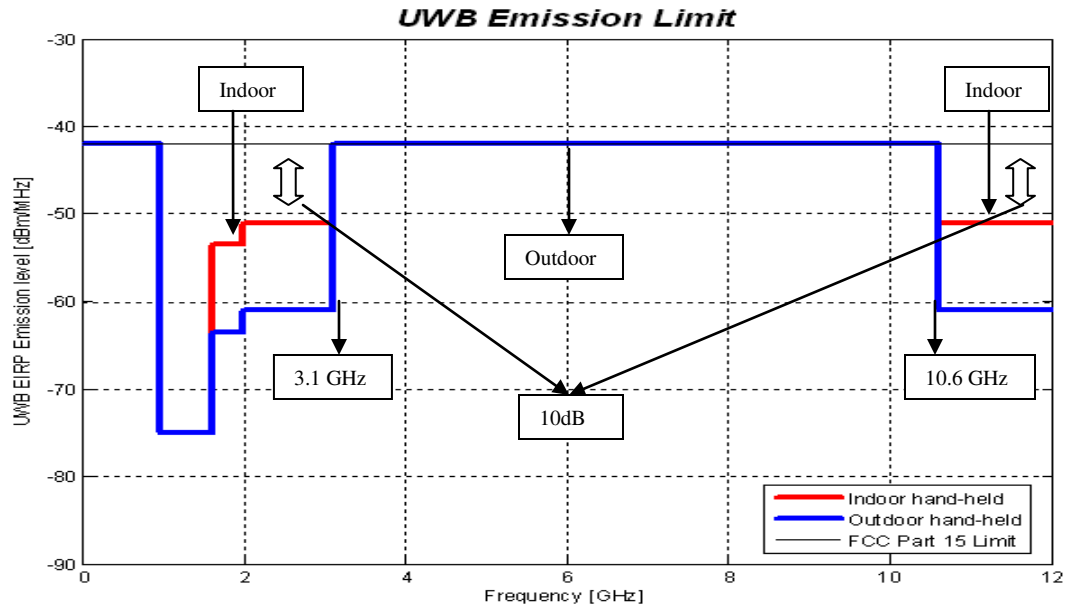 UWB Emission Limit
-30
-40
-50
-60
-70
-80
-90
UWB EIRP Emission level [dBm/MHz]
Indoor
Indoor
Outdoor
3.1 GHz
10.6 GHz
10dB
Indoor hand-held
Outdoor hand-held
FCC Part 15 Limit
0 2 4 6 8 10 12
Frequency [GHz]